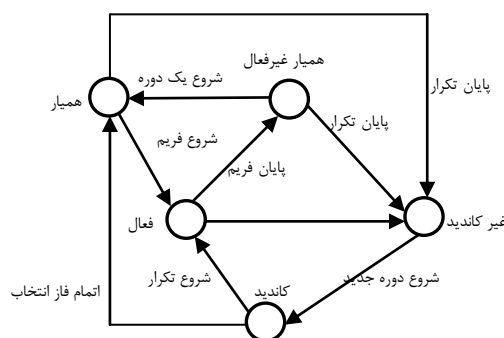 همیار غیرفعال
شروع یک دوره
پایان تکرار
همیار
پایان تکرار
شروع فریم
پایان فریم
فعال
غیر کاندید
شروع تکرار
شروع دوره جدید
اتمام فاز انتخاب
کاندید